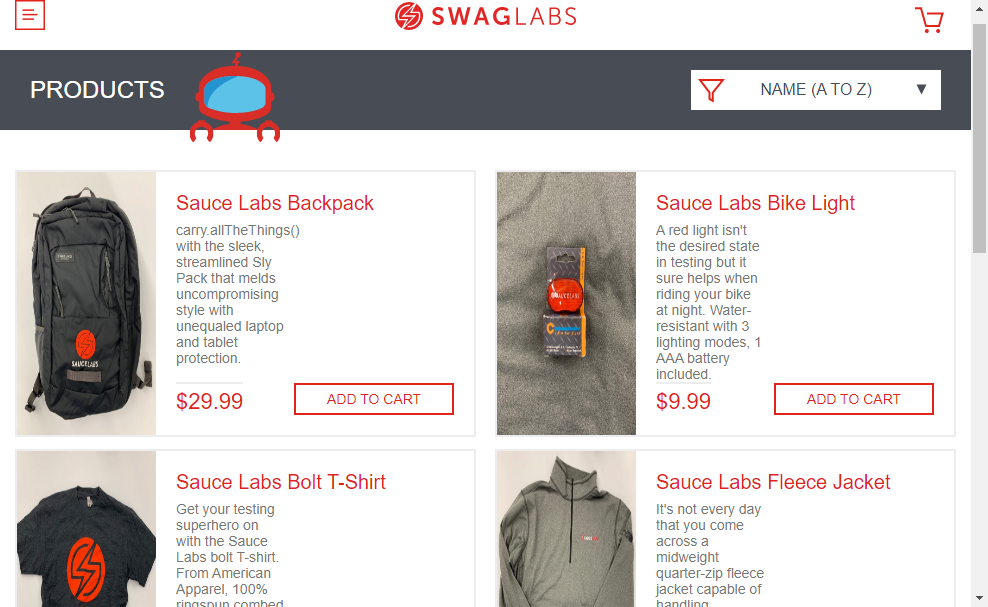 SWAGLABS
PRODUCTS
NAME (A TO Z)
Sauce Labs Backpack
carry.allTheThings()
with the sleek,
streamlined Sly
Pack that melds
uncompromising
style with
unequaled laptop
and tablet
protection.
$29.99
ADD TO CART
SAUCELABS
Sauce Labs Bike Light
A red light isn't
the desired state
in testing but it
sure helps when
riding your bike
at night. Water-
resistant with 3
lighting modes, 1
AAA battery
included.
$9.99
ADD TO CART
SAUCELABS
Sauce Labs Bolt T-Shirt
Get your testing
superhero on
with the Sauce
Labs bolt T-shirt.
From American
Apparel, 100%
ringspun combed
Sauce Labs Fleece Jacket
It's not every day
that you come
across a
midweight
quarter-zip fleece
jacket capable of
handling